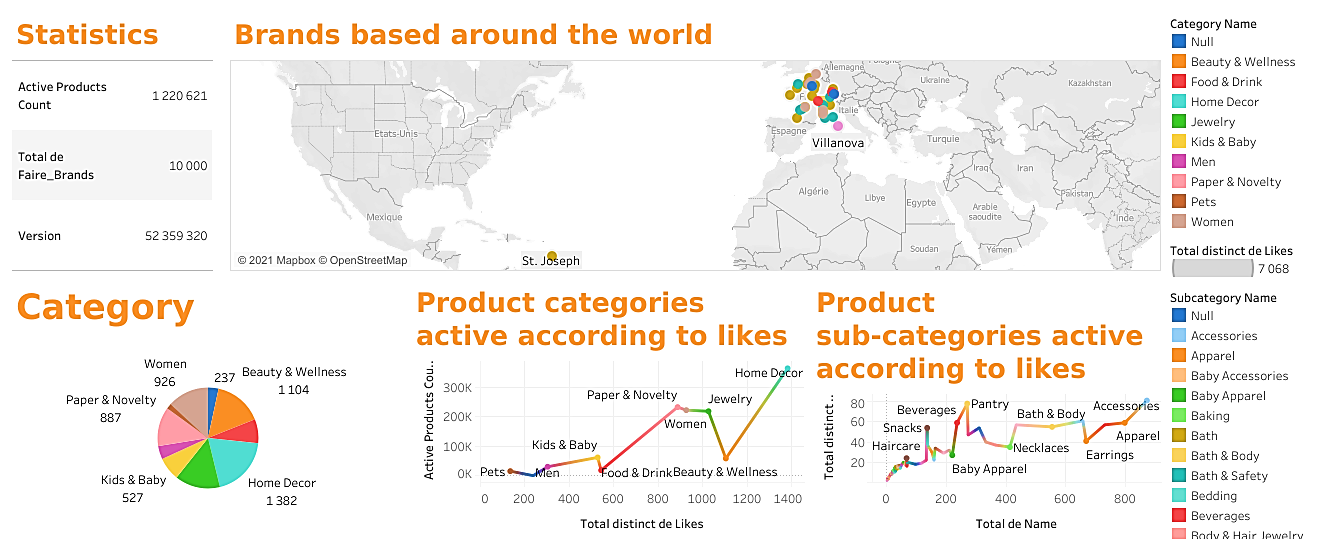 Statistics
Active Products
Count
1 220 621
Total de
Faire_Brands
10 000
Version
52 359 320
Brands based around the world
Etats-Unis
Mexique
St. Joseph
© 2021 Mapbox © OpenStreetMap
Allemagne
Ukraine
Kazakhstan
Italie
Espagne
Villanova
Turquie
Iraq
Iran
Pakistan
Algérie
Libye
Egypte
Arabie
saoudite
Inde
Soudan
Yémen
Category Name
Null
Beauty & Wellness
Food & Drink
Home Decor
Jewelry
Kids & Baby
Men
Paper & Novelty
Pets
Women
Total distinct de Likes
7 068
Category
Women
926
237
Beauty & Wellness
1 104
Paper & Novelty
887
Kids & Baby
527
Home Decor
1 382
Product categories
active according to likes
Active Products Cou..
300K
200K
100K
0K
Home Decor
Paper & Novelty
Jewelry
Women
Kids & Baby
Pets
Men
Food & Drink
Beauty & Wellness
0
200
400
600
800
1000
1200
1400
Total distinct de Likes
Product
sub-categories active
according to likes
Total distinct ..
80
60
40
20
Beverages
Pantry
Bath & Body
Accessories
Snacks
Haircare
Necklaces
Apparel
Earrings
Baby Apparel
0
200
400
600
800
Total de Name
Subcategory Name
Null
Accessories
Apparel
Baby Accessories
Baby Apparel
Baking
Bath
Bath & Body
Bath & Safety
Bedding
Beverages
Body & Hair Jewelry